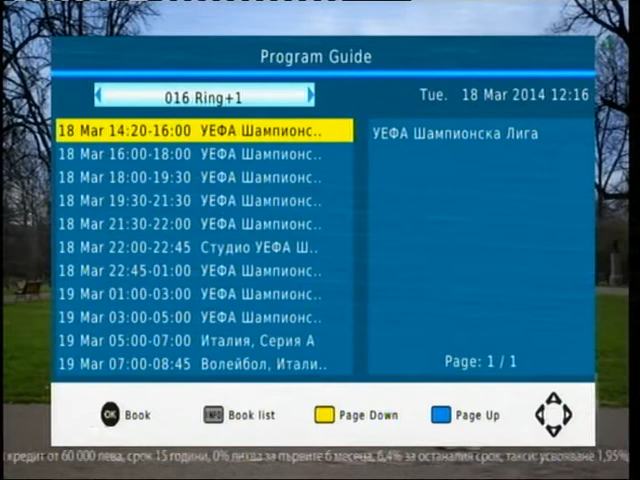 Program Guide
016 Ring+1
Tue. 18 Mar 2014 12:16
18 Mar 14:20-16:00 УЕФА Шампионс..
18 Mar 16:00-18:00 УЕФА Шампионс..
18 Mar 18:00-19:30 УЕФА Шампионс..
18 Mar 19:30-21:30 УЕФА Шампионс..
18 Mar 21:30-22:00 УЕФА Шампионс..
18 Mar 22:00-22:45 Студио УЕФА Ш..
18 Mar 22:45-01:00 УЕФА Шампионс..
19 Mar 01:00-03:00 УЕФА Шампионс..
19 Mar 03:00-05:00 УЕФА Шампионс..
19 Mar 05:00-07:00 Италия, Серия А
19 Mar 07:00-08:45 Волейбол, Итали..
УЕФА Шампионска Лига
Page: 1 / 1
OK Book INFO Book list Page Down Page Up
кредит от 60 000 лева, срок 15 години, 0% лихва за първите 6 месеца, 6,4% за останалия срок, такси: усвояване 1,95%